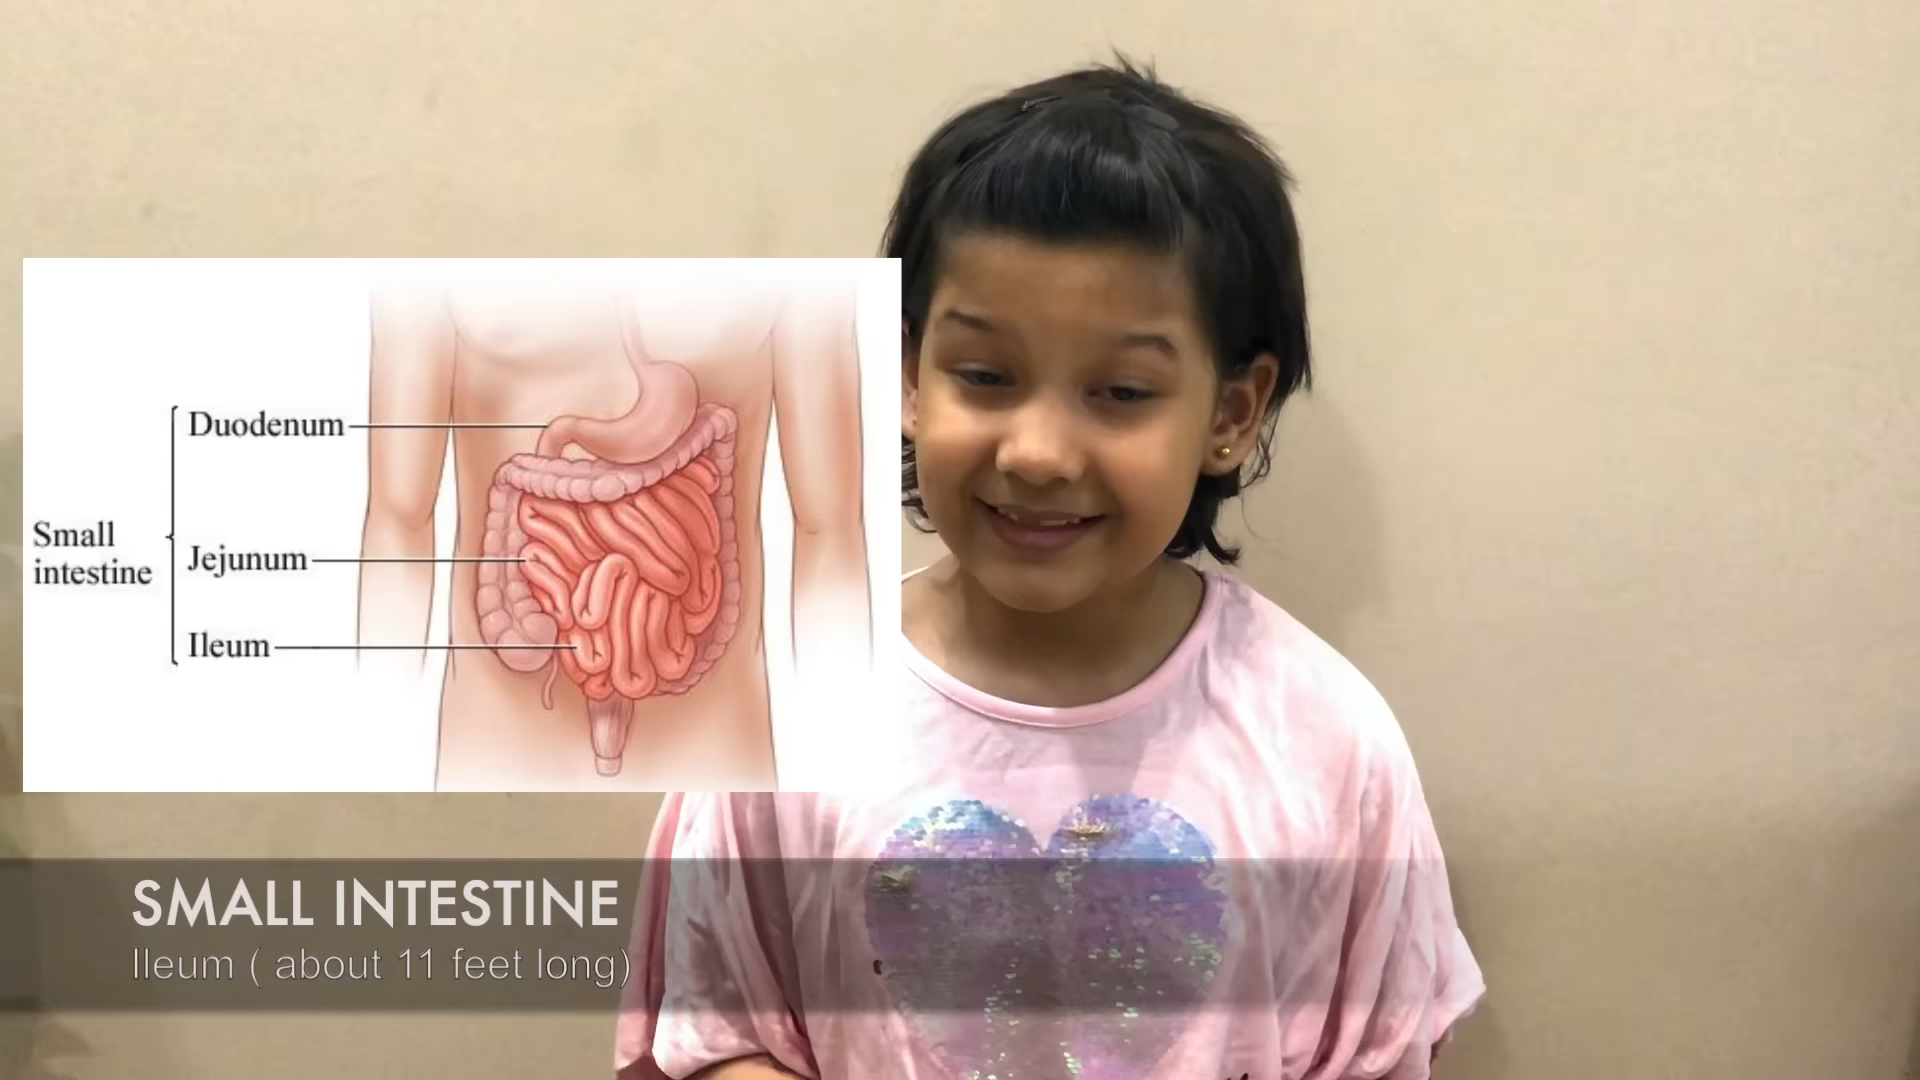 Duodenum
Small
intestine
Jejunum
Ileum
SMALL INTESTINE
Ileum ( about 11 feet long)